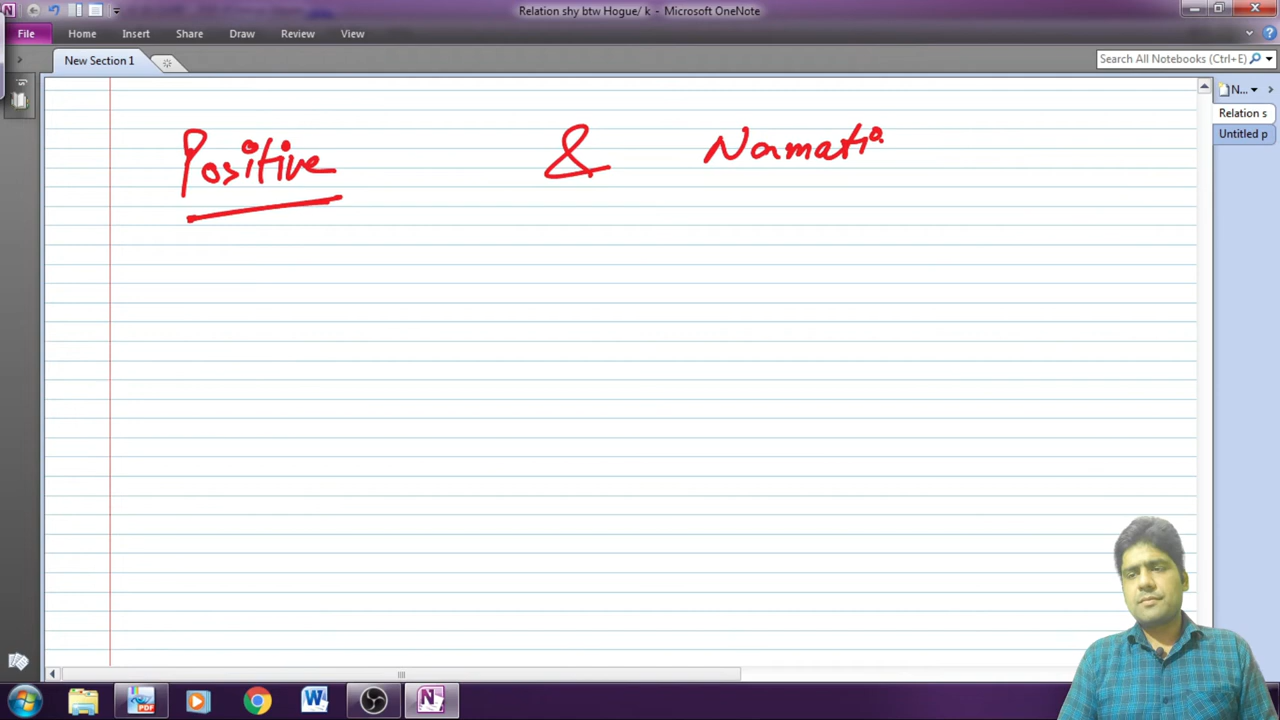 Relation shy btw Hogue/ k - Microsoft OneNote
File Home Insert Share Draw Review View
New Section 1
Search All Notebooks (Ctrl+E)
N...
Relation s
Untitled p
Positive & Normati